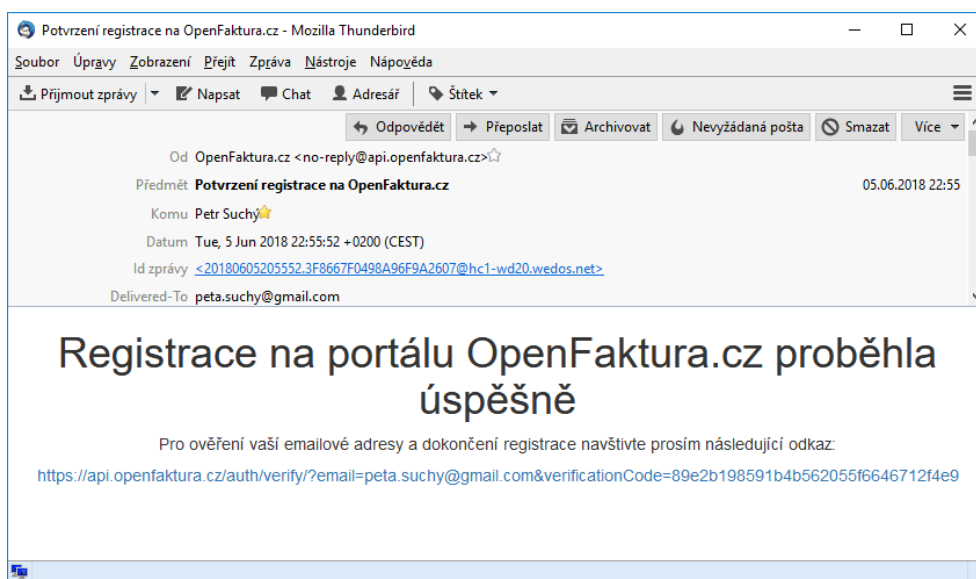 Potvrzení registrace na OpenFaktura.cz - Mozilla Thunderbird
Soubor Úpravy Zobrazení Přejít Zpráva Nástroje Nápověda
Přijmout zprávy Napsat Chat Adresář Štítek
Odpovědět Přeposlat Archivovat Nevyžádaná pošta Smazat Více
Od OpenFaktura.cz <no-reply@api.openfaktura.cz>
Předmět Potvrzení registrace na OpenFaktura.cz 05.06.2018 22:55
Komu Petr Suchý
Datum Tue, 5 Jun 2018 22:55:52 +0200 (CEST)
Id zprávy <20180605205552.3F8667F0498A96F9A2607@hc1-wd20.wedos.net>
Delivered-To peta.suchy@gmail.com
Registrace na portálu OpenFaktura.cz proběhla
úspěšně
Pro ověření vaší emailové adresy a dokončení registrace navštivte prosím následující odkaz:
https://api.openfaktura.cz/auth/verify/?email=peta.suchy@gmail.com&verificationCode=89e2b198591b4b562055f6646712f4e9